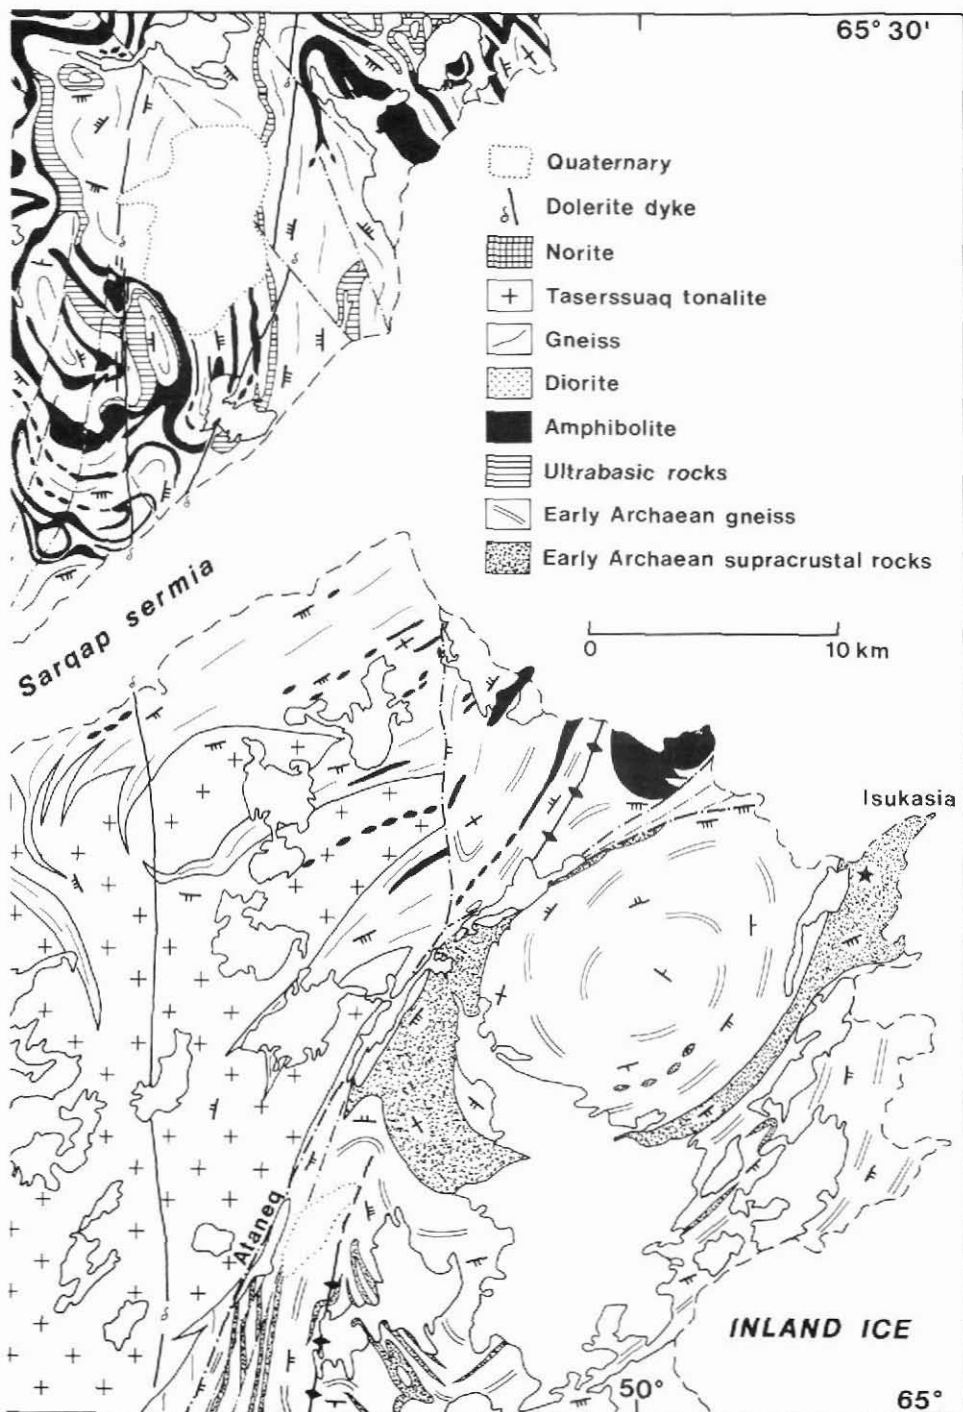 65° 30'
Quaternary
Dolerite dyke
Norite
Taserssuaq tonalite
Gneiss
Diorite
Amphibolite
Ultrabasic rocks
Early Archaean gneiss
Early Archaean supracrustal rocks
Sarqap sermia
0 10 km
Isukasia
Ataneq
INLAND ICE
50°
65°